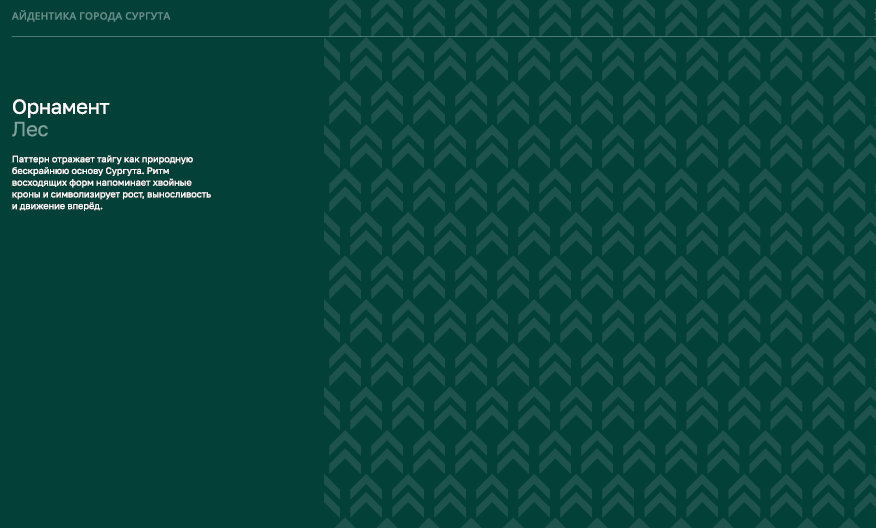 АЙДЕНТИКА ГОРОДА СУРГУТА
Орнамент
Лес
Паттерн отражает тайгу как природную
бескрайнюю основу Сургута. Ритм
восходящих форм напоминает хвойные
кроны и символизирует рост, выносливость
и движение вперёд.